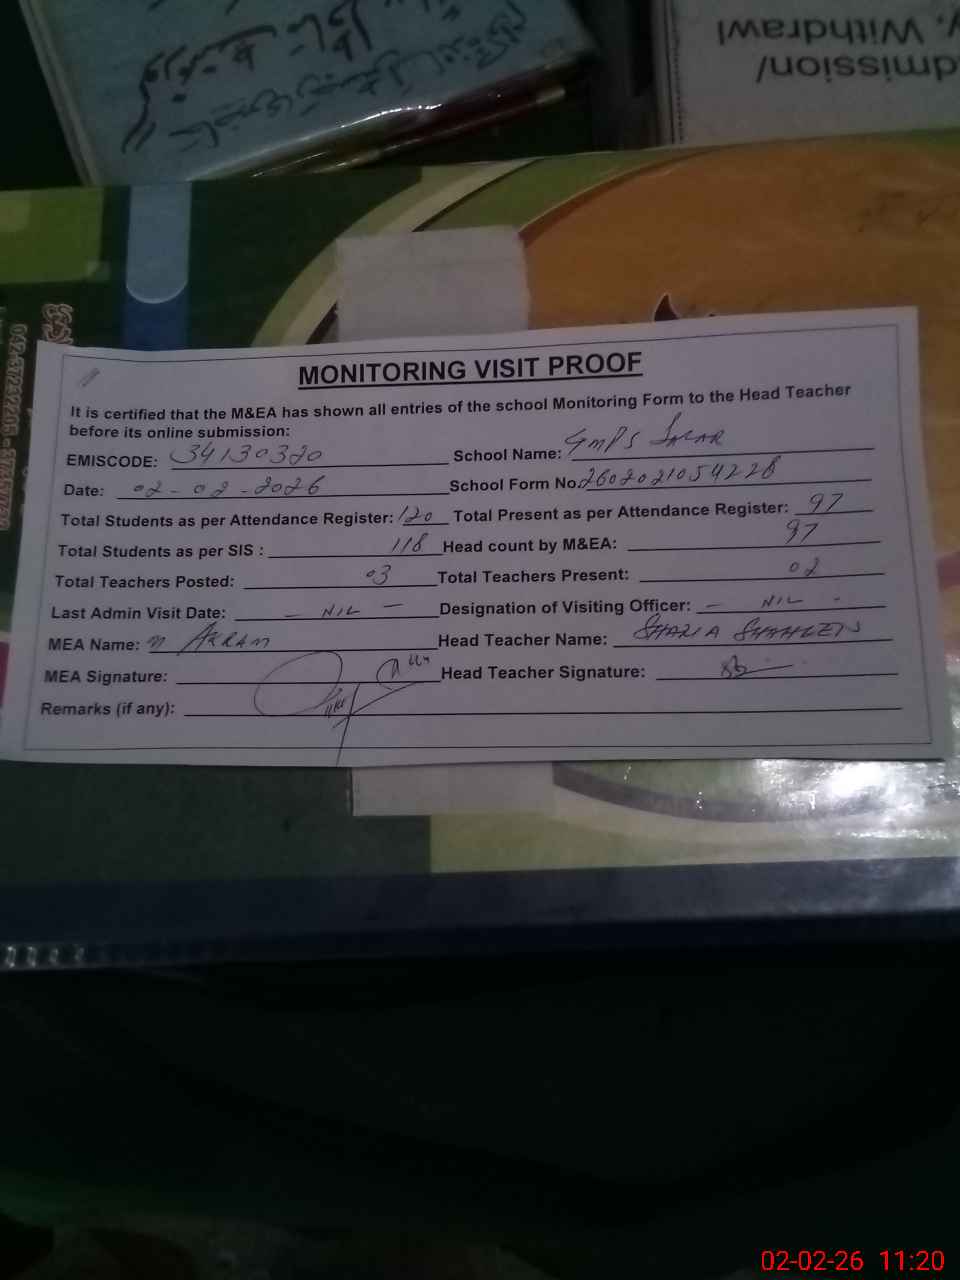 dmission/
Withdrawl
MONITORING VISIT PROOF
It is certified that the M&EA has shown all entries of the school Monitoring Form to the Head Teacher
before its online submission:
EMISCODE: 34130320 School Name: GMPS
Date: 02-02-2026 School Form No. 2602021054228
Total Students as per Attendance Register: 120 Total Present as per Attendance Register: 97
Total Students as per SIS : 118 Head count by M&EA: 97
Total Teachers Posted: 03 Total Teachers Present: 02
Last Admin Visit Date: - NIL - Designation of Visiting Officer: - NIL -
MEA Name: M AKRAM Head Teacher Name: SHAZIA SHAHEEN
MEA Signature: Head Teacher Signature:
Remarks (if any):
02-02-26 11:20